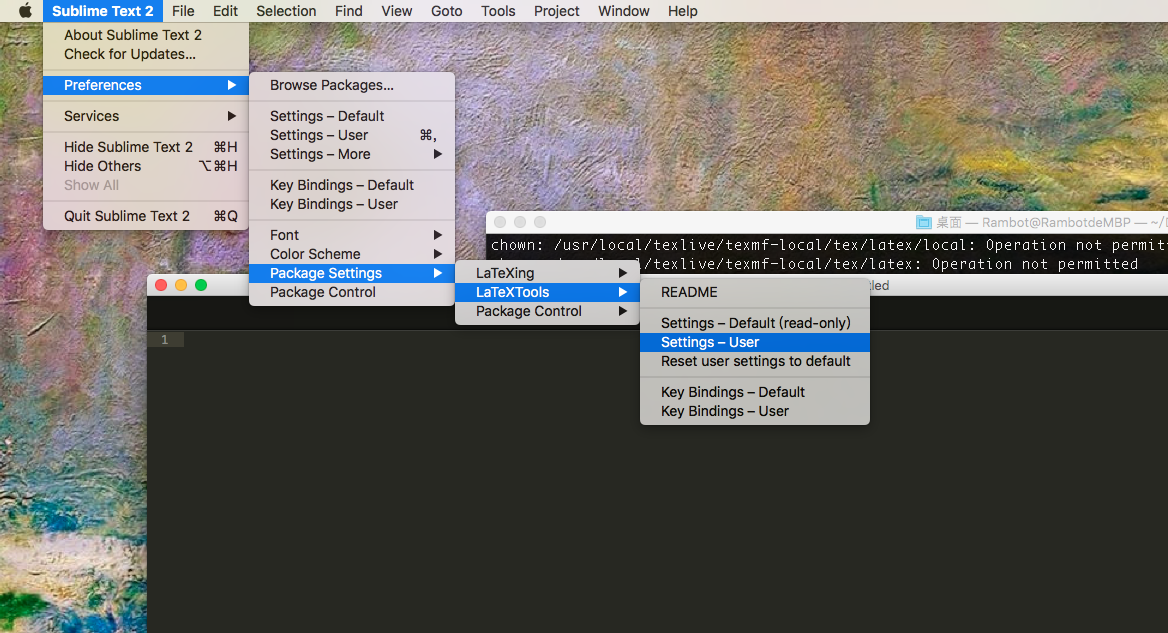 Sublime Text 2 File Edit Selection Find View Goto Tools Project Window Help
About Sublime Text 2
Check for Updates...
Preferences
Services
Hide Sublime Text 2 ⌘H
Hide Others ⌥⌘H
Show All
Quit Sublime Text 2 ⌘Q
Browse Packages...
Settings – Default
Settings – User ⌘,
Settings – More
Key Bindings – Default
Key Bindings – User
Font
Color Scheme
Package Settings
Package Control
LaTeXing
LaTeXTools
Package Control
README
Settings – Default (read-only)
Settings – User
Reset user settings to default
Key Bindings – Default
Key Bindings – User
桌面 — Rambot@RambotdeMBP — ~/
chown: /usr/local/texlive/texmf-local/tex/latex/local: Operation not permit
l/texlive/texmf-local/tex/latex: Operation not permitted
1